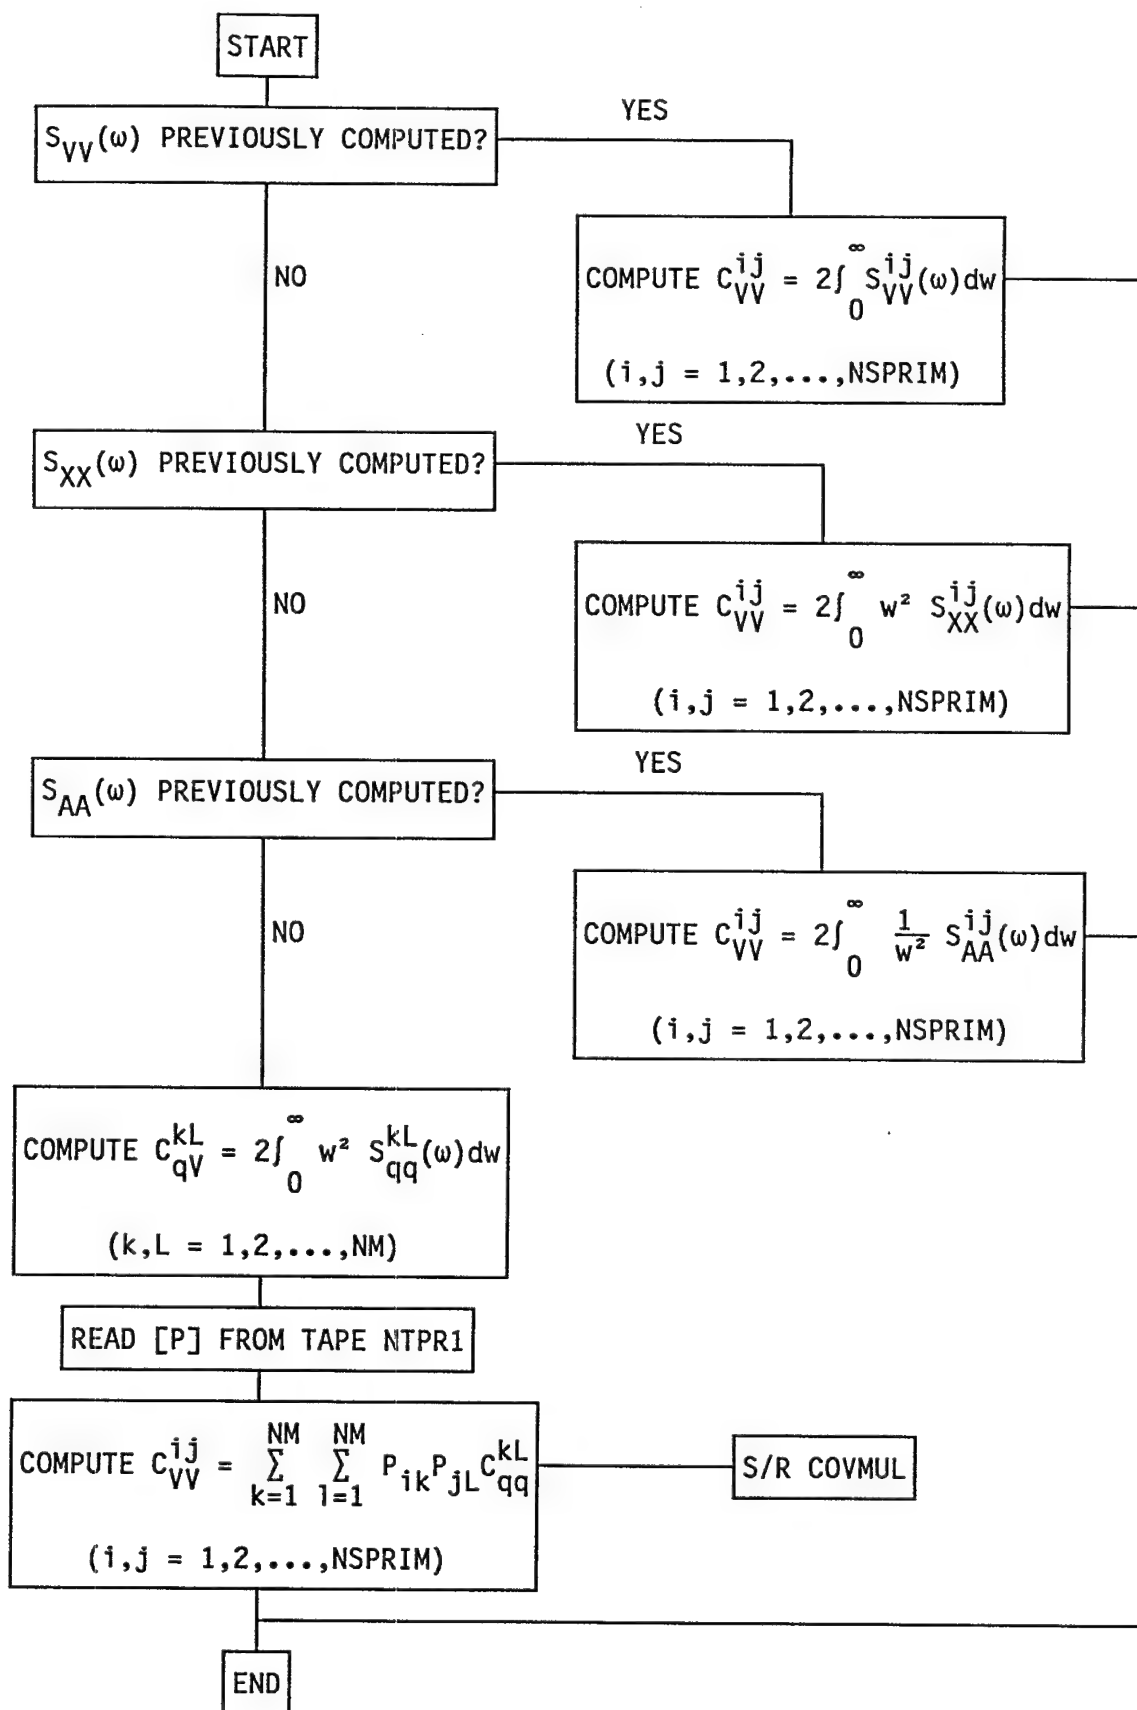 START
S_VV(ω) PREVIOUSLY COMPUTED?
YES
NO
COMPUTE C_VV^ij = 2∫_0^∞ S_VV^ij(ω)dw
(i,j = 1,2,...,NSPRIM)
S_XX(ω) PREVIOUSLY COMPUTED?
YES
NO
COMPUTE C_VV^ij = 2∫_0^∞ w² S_XX^ij(ω)dw
(i,j = 1,2,...,NSPRIM)
S_AA(ω) PREVIOUSLY COMPUTED?
YES
NO
COMPUTE C_VV^ij = 2∫_0^∞ 1/w² S_AA^ij(ω)dw
(i,j = 1,2,...,NSPRIM)
COMPUTE C_qV^kL = 2∫_0^∞ w² S_qq^kL(ω)dw
(k,L = 1,2,...,NM)
READ [P] FROM TAPE NTPR1
COMPUTE C_VV^ij = Σ_k=1^NM Σ_l=1^NM P_ik P_jL C_qq^kL
S/R COVMUL
(i,j = 1,2,...,NSPRIM)
END